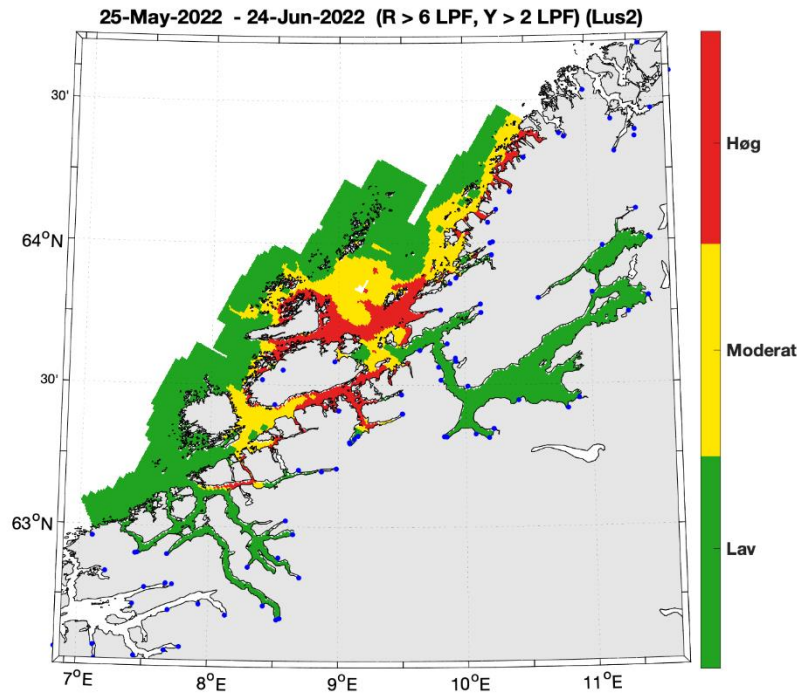 25-May-2022 - 24-Jun-2022 (R > 6 LPF, Y > 2 LPF) (Lus2)
30'
64°N
30'
63°N
7°E
8°E
9°E
10°E
11°E
Høg
Moderat
Lav